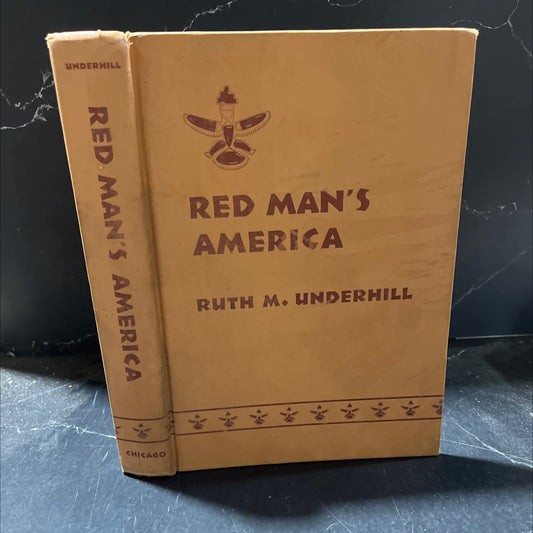 UNDERHILL
RED MAN'S AMERICA
CHICAGO
RED MAN'S
AMERICA
RUTH M. UNDERHILL